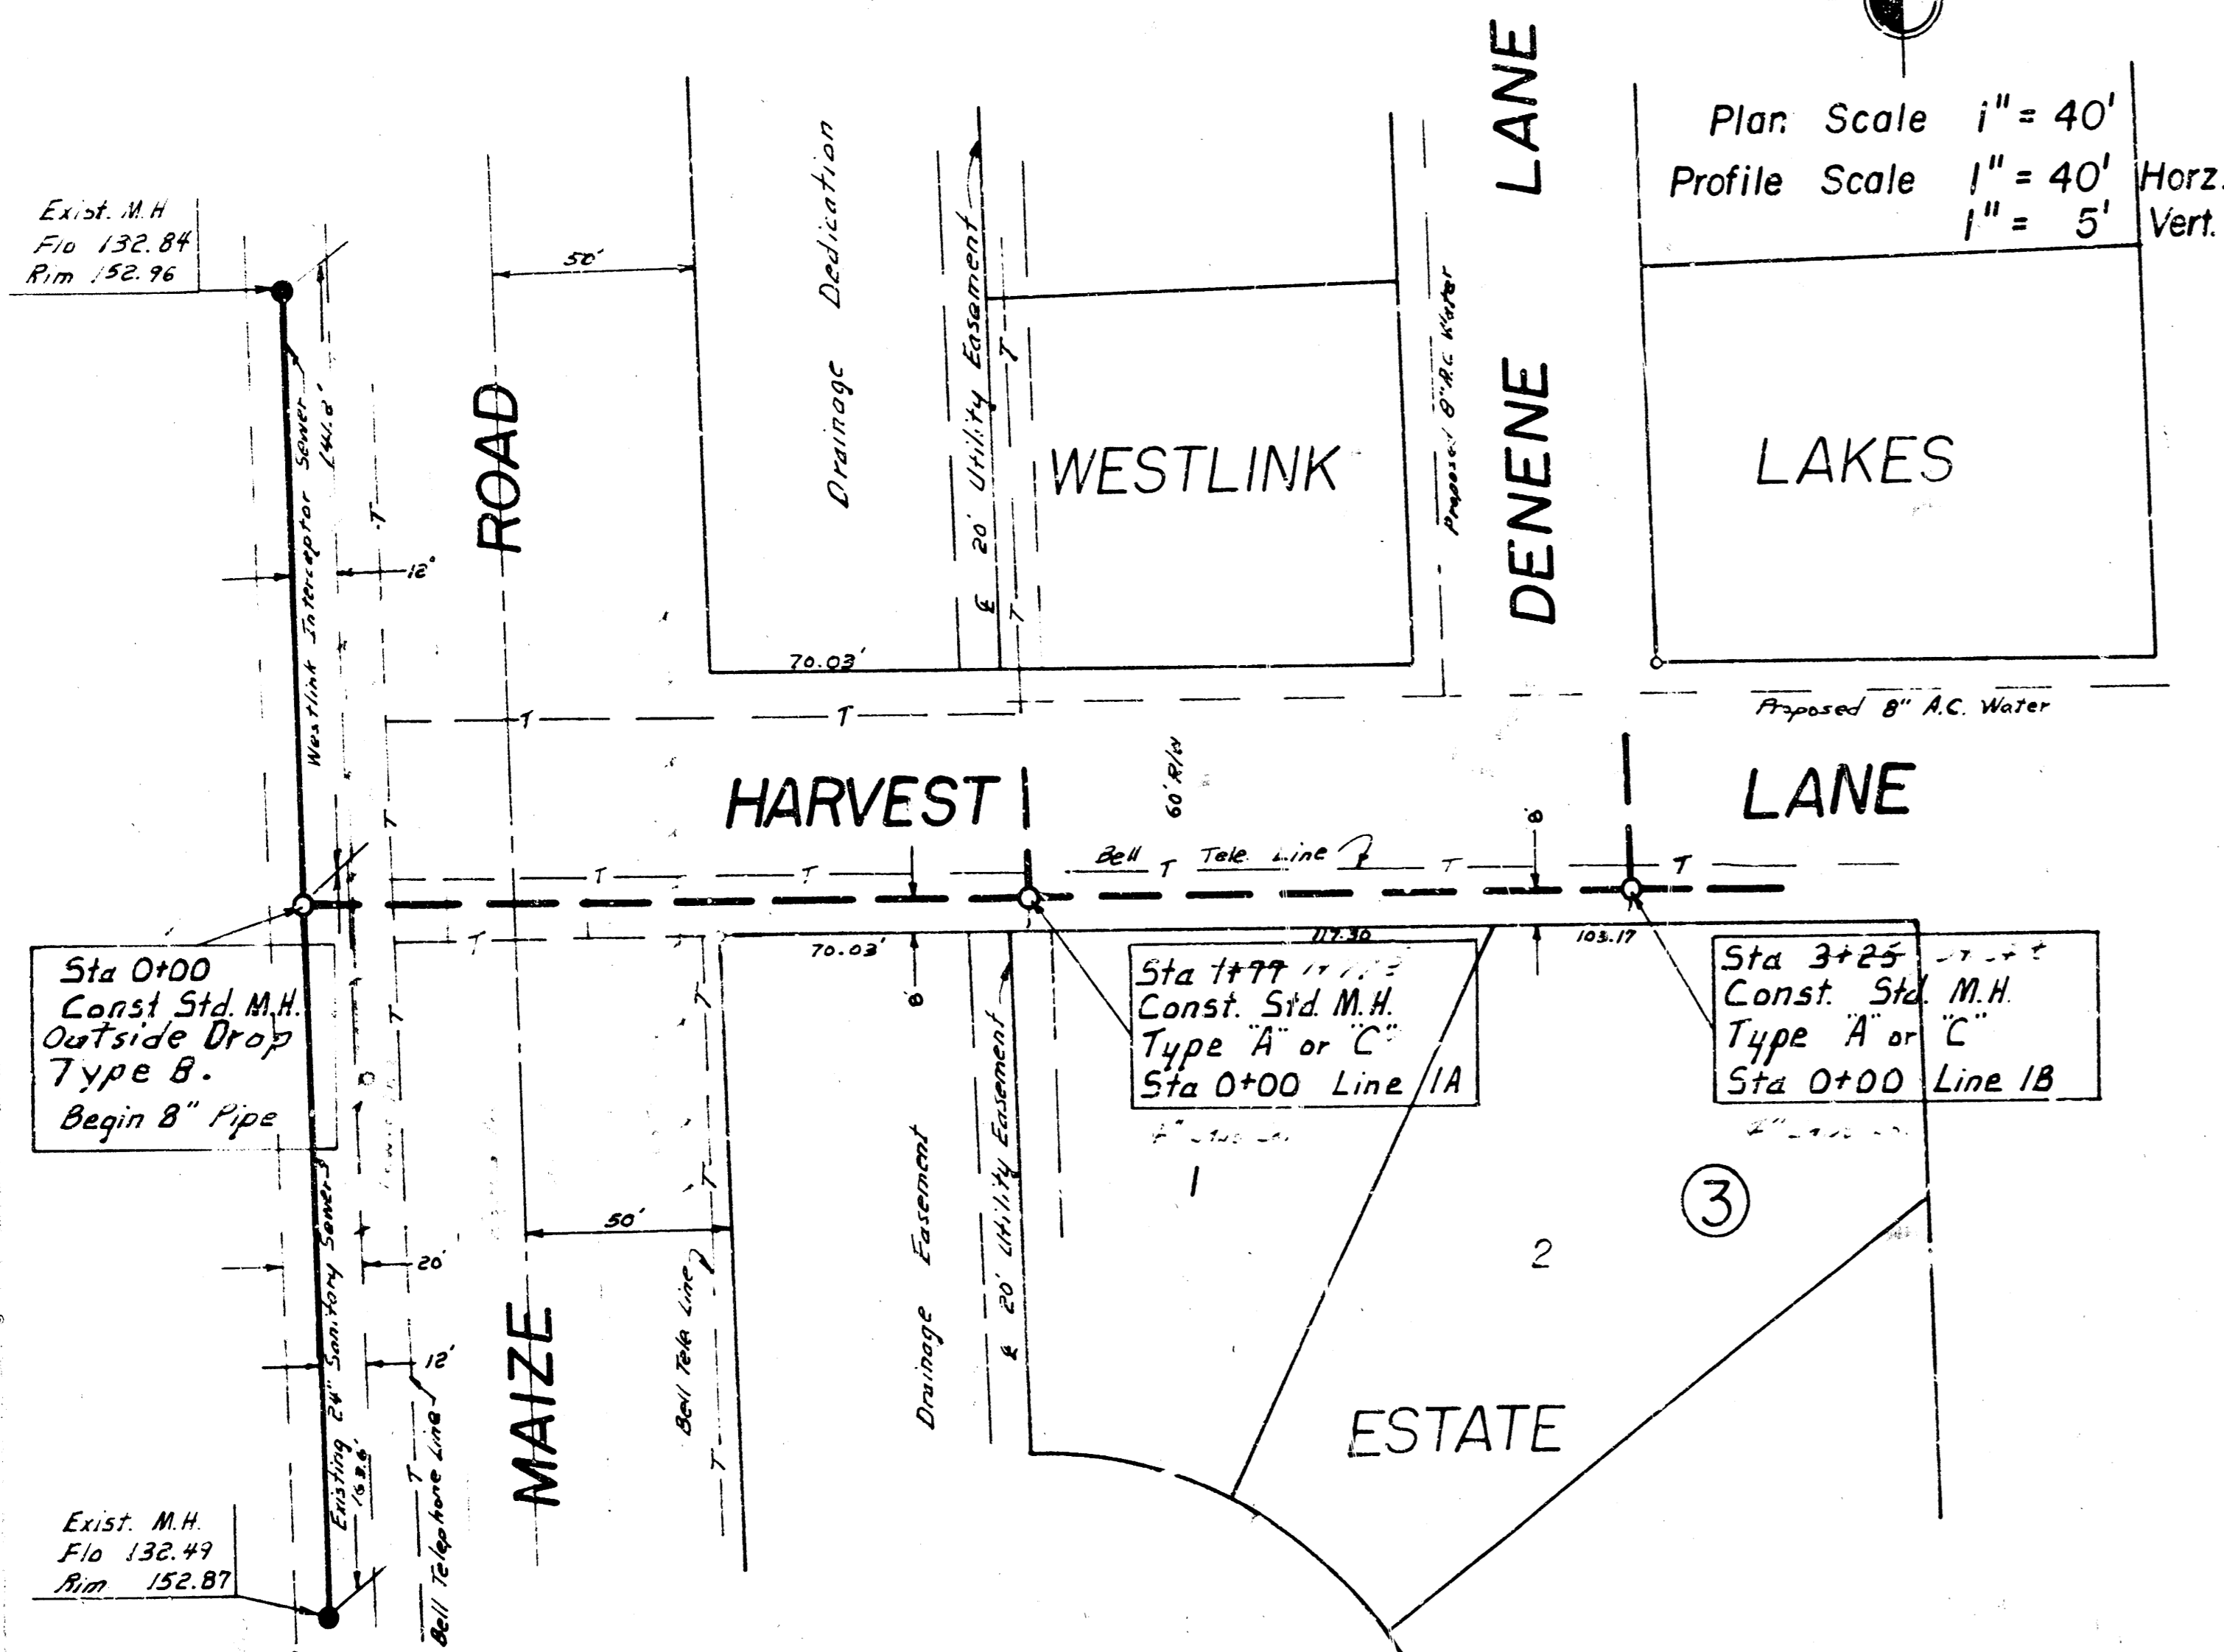 Plan Scale 1" = 40'
Profile Scale 1" = 40' Horz.
1" = 5' Vert.
Exist. M.H
Flo 132.84
Rim 152.96
50'
Drainage Dedication
℄ 20' Utility Easement
T
T
WESTLINK
Proposed 8" A.C. Water
DENENE LANE
LAKES
Westlink Interceptor Sewer
T
12'
ROAD
70.03'
T
T
Proposed 8" A.C. Water
T
HARVEST
60' R/W
LANE
8'
Bell T Tele. Line T T
T
T
Sta 0+00
Const Std. M.H.
Outside Drop
Type B.
Begin 8" Pipe
T
T
70.03'
8'
117.30
103.17
Sta 1+77
Const. Std. M.H.
Type "A" or "C"
Sta 0+00 Line 1A
Sta 3+25
Const. Std. M.H.
Type "A" or "C"
Sta 0+00 Line 1B
T
T
1
2
3
50'
20'
12'
Existing 24" Sanitary Sewer
163.6'
T
Bell Telephone Line
MAIZE
Bell Tele Line
T
T
Drainage Easement
℄ 20' Utility Easement
ESTATE
Exist. M.H.
Flo 132.49
Rim 152.87